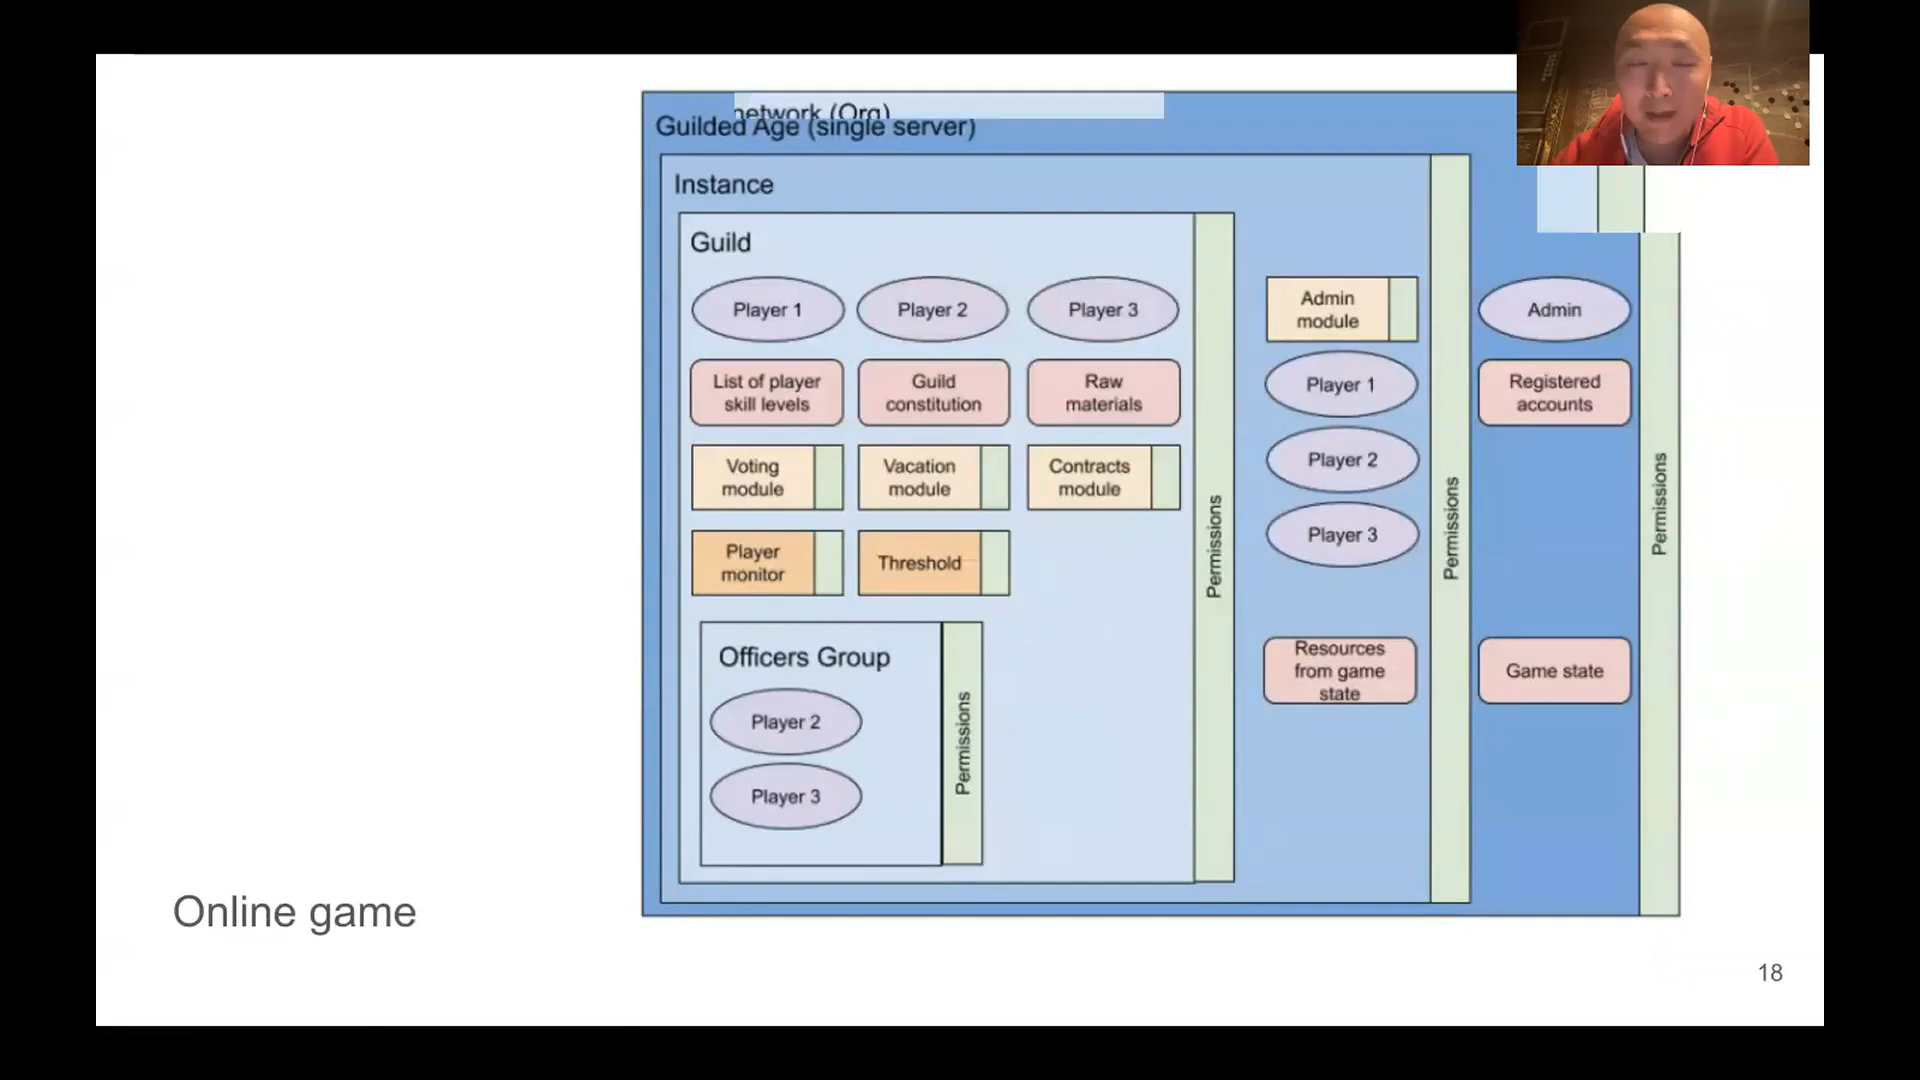 network (Org)
Guilded Age (single server)
Instance
Guild
Player 1
Player 2
Player 3
List of player
skill levels
Guild
constitution
Raw
materials
Voting
module
Vacation
module
Contracts
module
Player
monitor
Threshold
Officers Group
Player 2
Player 3
Permissions
Permissions
Admin
module
Player 1
Player 2
Player 3
Resources
from game
state
Permissions
Admin
Registered
accounts
Game state
Permissions
Online game
18